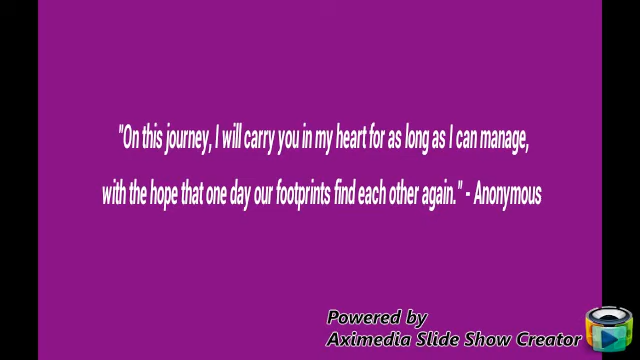 "On this journey, I will carry you in my heart for as long as I can manage,
with the hope that one day our footprints find each other again." - Anonymous
Powered by
Aximedia Slide Show Creator